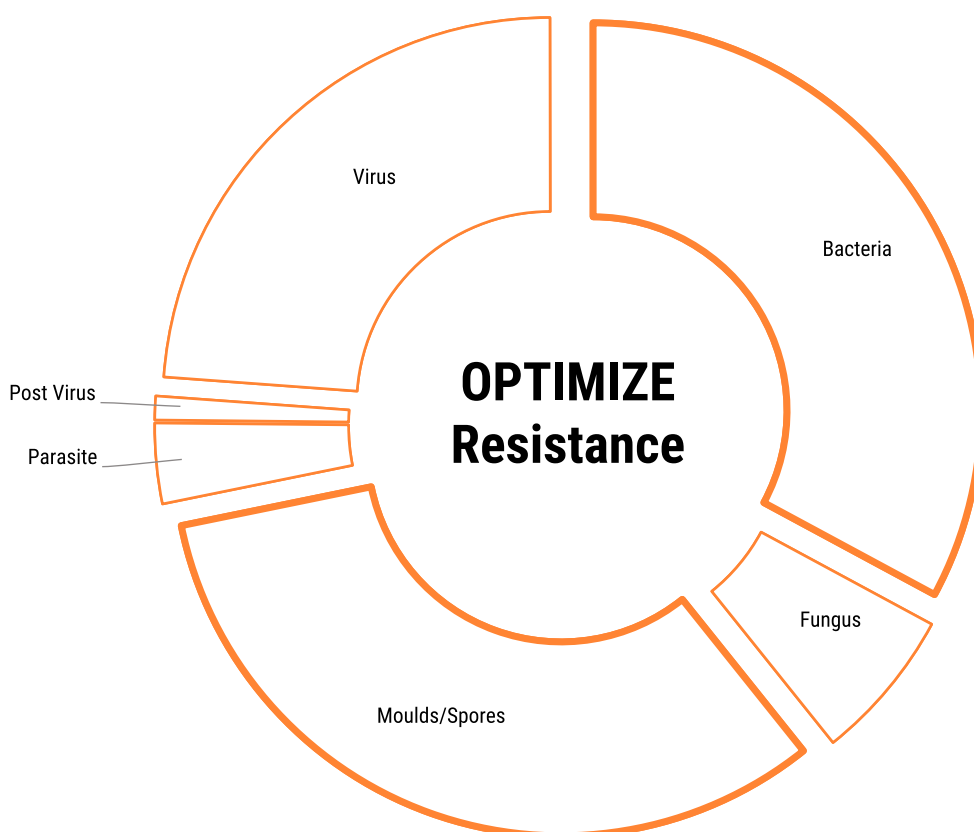 Virus
Bacteria
Post Virus
OPTIMIZE
Resistance
Parasite
Fungus
Moulds/Spores